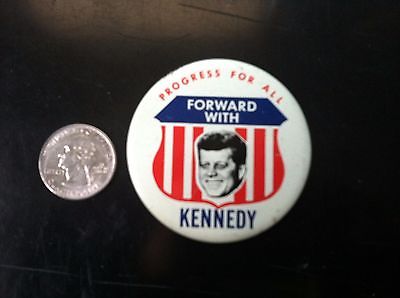 PROGRESS FOR ALL
FORWARD
WITH
KENNEDY